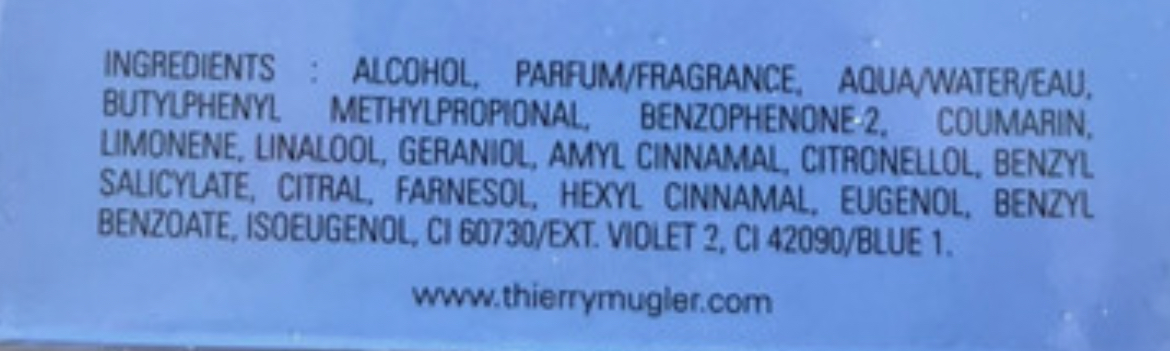 INGREDIENTS : ALCOHOL, PARFUM/FRAGRANCE, AQUA/WATER/EAU,
BUTYLPHENYL METHYLPROPIONAL, BENZOPHENONE-2, COUMARIN,
LIMONENE, LINALOOL, GERANIOL, AMYL CINNAMAL, CITRONELLOL, BENZYL
SALICYLATE, CITRAL, FARNESOL, HEXYL CINNAMAL, EUGENOL, BENZYL
BENZOATE, ISOEUGENOL, CI 60730/EXT. VIOLET 2, CI 42090/BLUE 1.
www.thierrymugler.com